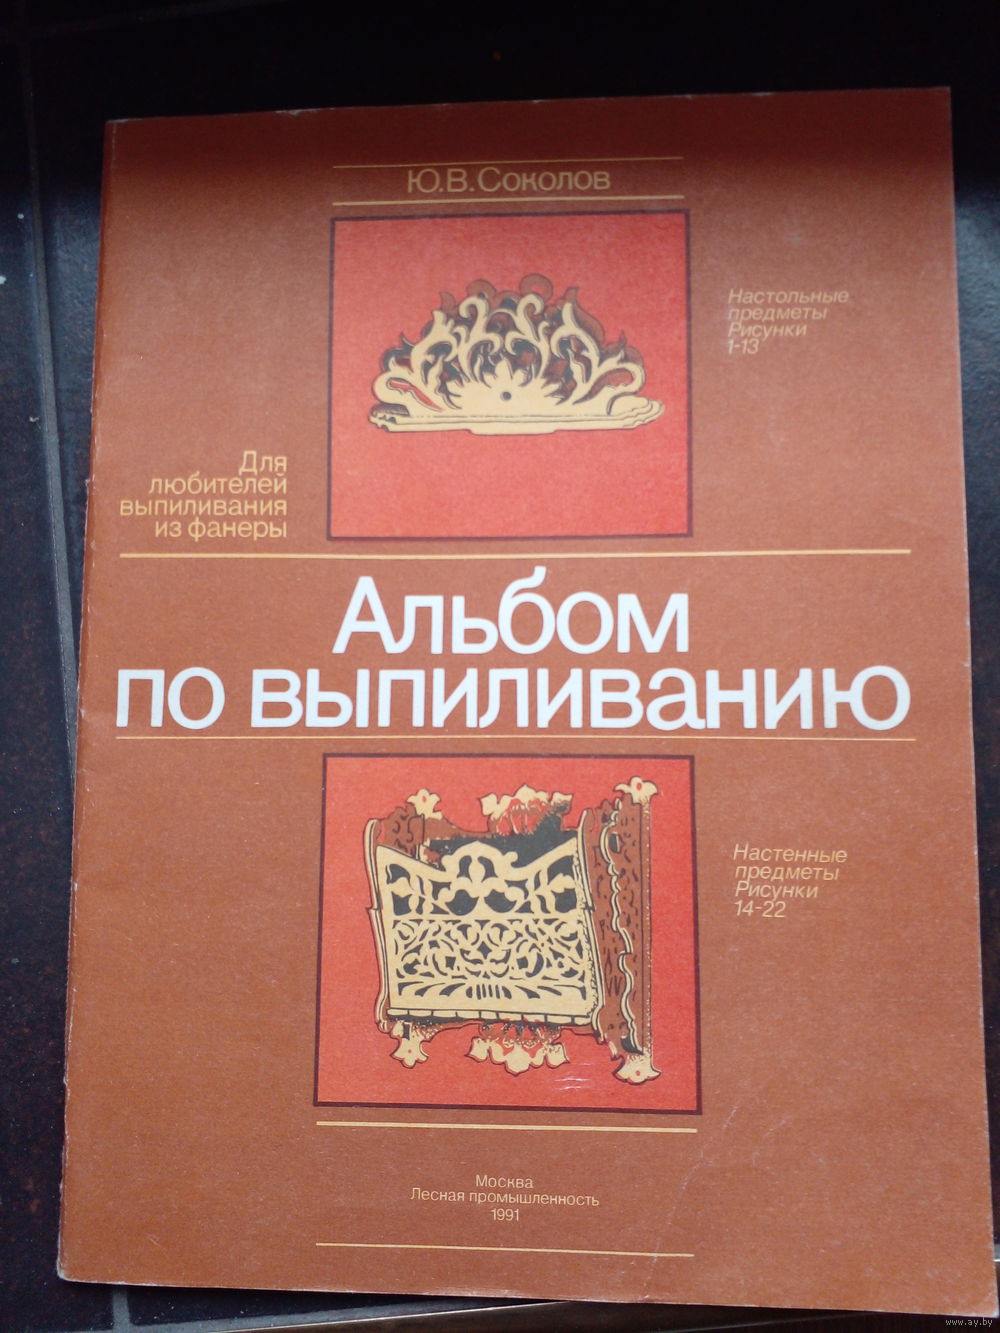 Ю.В.Соколов
Настольные
предметы
Рисунки
1-13
Для
любителей
выпиливания
из фанеры
Альбом
по выпиливанию
Настенные
предметы
Рисунки
14-22
Москва
Лесная промышленность
1991
www.ay.by